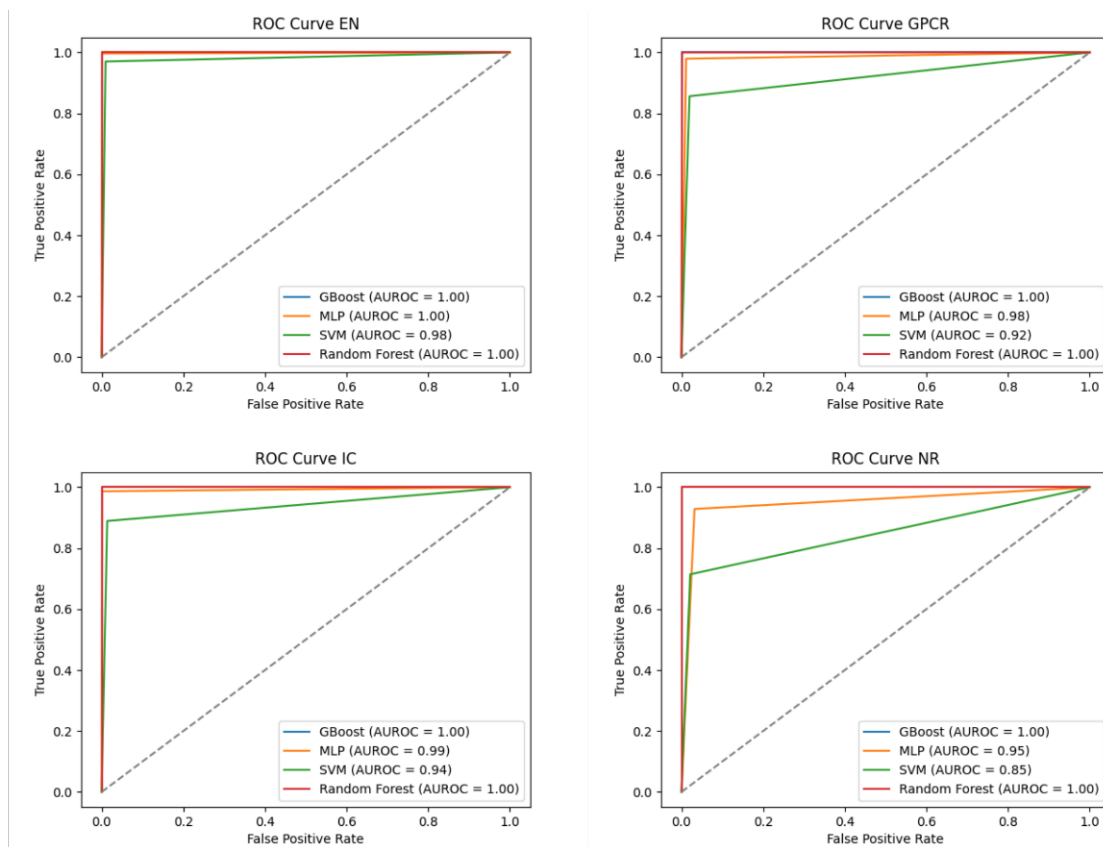 ROC Curve EN
1.0
0.8
0.6
0.4
0.2
0.0
True Positive Rate
GBoost (AUROC = 1.00)
MLP (AUROC = 1.00)
SVM (AUROC = 0.98)
Random Forest (AUROC = 1.00)
0.0 0.2 0.4 0.6 0.8 1.0
False Positive Rate
ROC Curve GPCR
1.0
0.8
0.6
0.4
0.2
0.0
True Positive Rate
GBoost (AUROC = 1.00)
MLP (AUROC = 0.98)
SVM (AUROC = 0.92)
Random Forest (AUROC = 1.00)
0.0 0.2 0.4 0.6 0.8 1.0
False Positive Rate
ROC Curve IC
1.0
0.8
0.6
0.4
0.2
0.0
True Positive Rate
GBoost (AUROC = 1.00)
MLP (AUROC = 0.99)
SVM (AUROC = 0.94)
Random Forest (AUROC = 1.00)
0.0 0.2 0.4 0.6 0.8 1.0
False Positive Rate
ROC Curve NR
1.0
0.8
0.6
0.4
0.2
0.0
True Positive Rate
GBoost (AUROC = 1.00)
MLP (AUROC = 0.95)
SVM (AUROC = 0.85)
Random Forest (AUROC = 1.00)
0.0 0.2 0.4 0.6 0.8 1.0
False Positive Rate